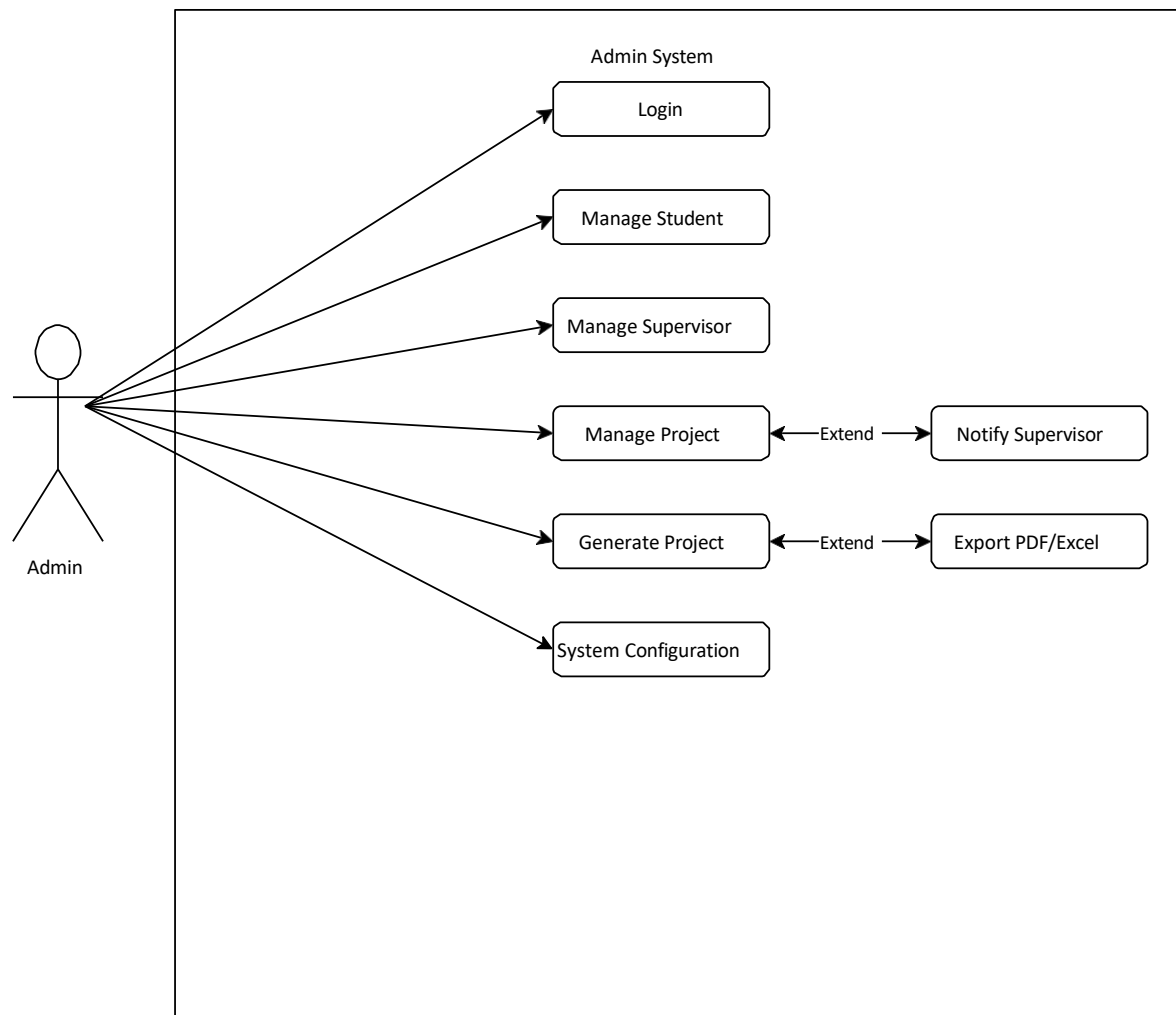 Admin System
Login
Manage Student
Manage Supervisor
Manage Project
Extend
Notify Supervisor
Generate Project
Extend
Export PDF/Excel
Admin
System Configuration